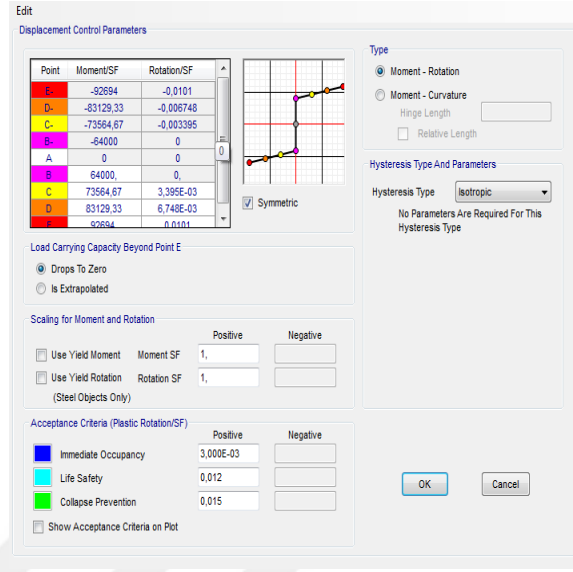 Edit
Displacement Control Parameters
Point Moment/SF Rotation/SF
E- -92694 -0,0101
D- -83129,33 -0,006748
C- -73564,67 -0,003395
B- -64000 0
A 0 0
B 64000, 0,
C 73564,67 3,395E-03
D 83129,33 6,748E-03
E 92694 0,0101
0
Symmetric
Load Carrying Capacity Beyond Point E
Drops To Zero
Is Extrapolated
Scaling for Moment and Rotation
Positive Negative
Use Yield Moment Moment SF 1,
Use Yield Rotation Rotation SF 1,
(Steel Objects Only)
Acceptance Criteria (Plastic Rotation/SF)
Positive Negative
Immediate Occupancy 3,000E-03
Life Safety 0,012
Collapse Prevention 0,015
Show Acceptance Criteria on Plot
Type
Moment - Rotation
Moment - Curvature
Hinge Length
Relative Length
Hysteresis Type And Parameters
Hysteresis Type Isotropic
No Parameters Are Required For This
Hysteresis Type
OK Cancel